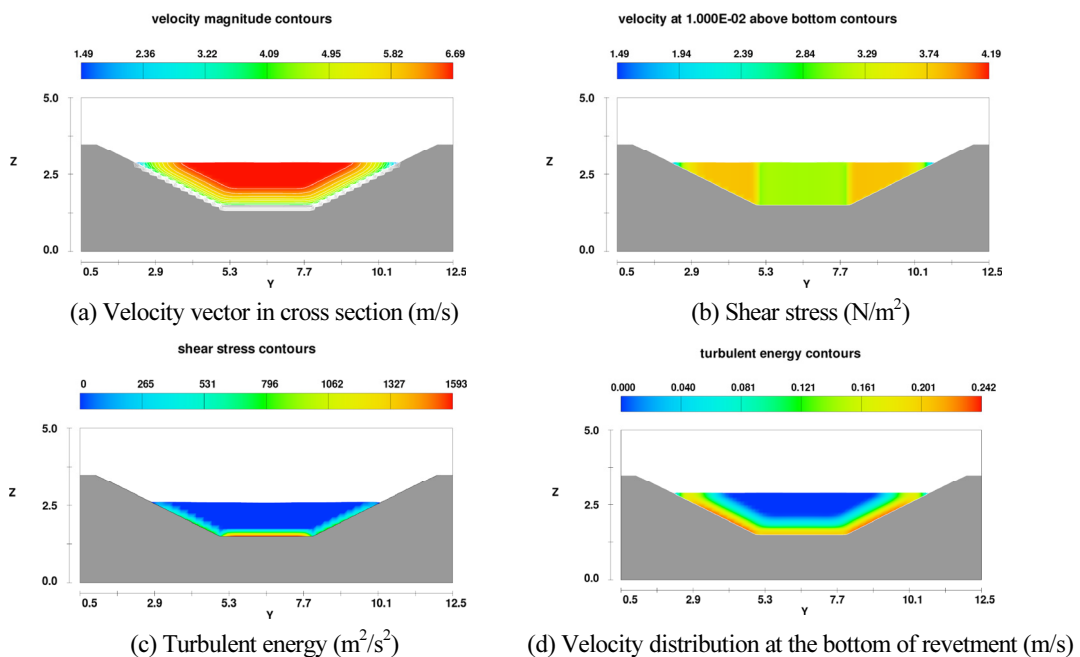 velocity magnitude contours
1.49 2.36 3.22 4.09 4.95 5.82 6.69
5.0
Z
2.5
0.0
0.5 2.9 5.3 7.7 10.1 12.5
Y
(a) Velocity vector in cross section (m/s)
velocity at 1.000E-02 above bottom contours
1.49 1.94 2.39 2.84 3.29 3.74 4.19
5.0
Z
2.5
0.0
0.5 2.9 5.3 7.7 10.1 12.5
Y
(b) Shear stress (N/m²)
shear stress contours
0 265 531 796 1062 1327 1593
5.0
Z
2.5
0.0
0.5 2.9 5.3 7.7 10.1 12.5
Y
(c) Turbulent energy (m²/s²)
turbulent energy contours
0.000 0.040 0.081 0.121 0.161 0.201 0.242
5.0
Z
2.5
0.0
0.5 2.9 5.3 7.7 10.1 12.5
Y
(d) Velocity distribution at the bottom of revetment (m/s)